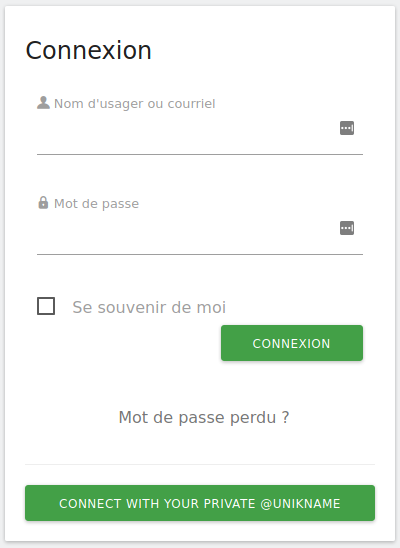 Connexion
Nom d'usager ou courriel
Mot de passe
Se souvenir de moi
CONNEXION
Mot de passe perdu ?
CONNECT WITH YOUR PRIVATE @UNIKNAME